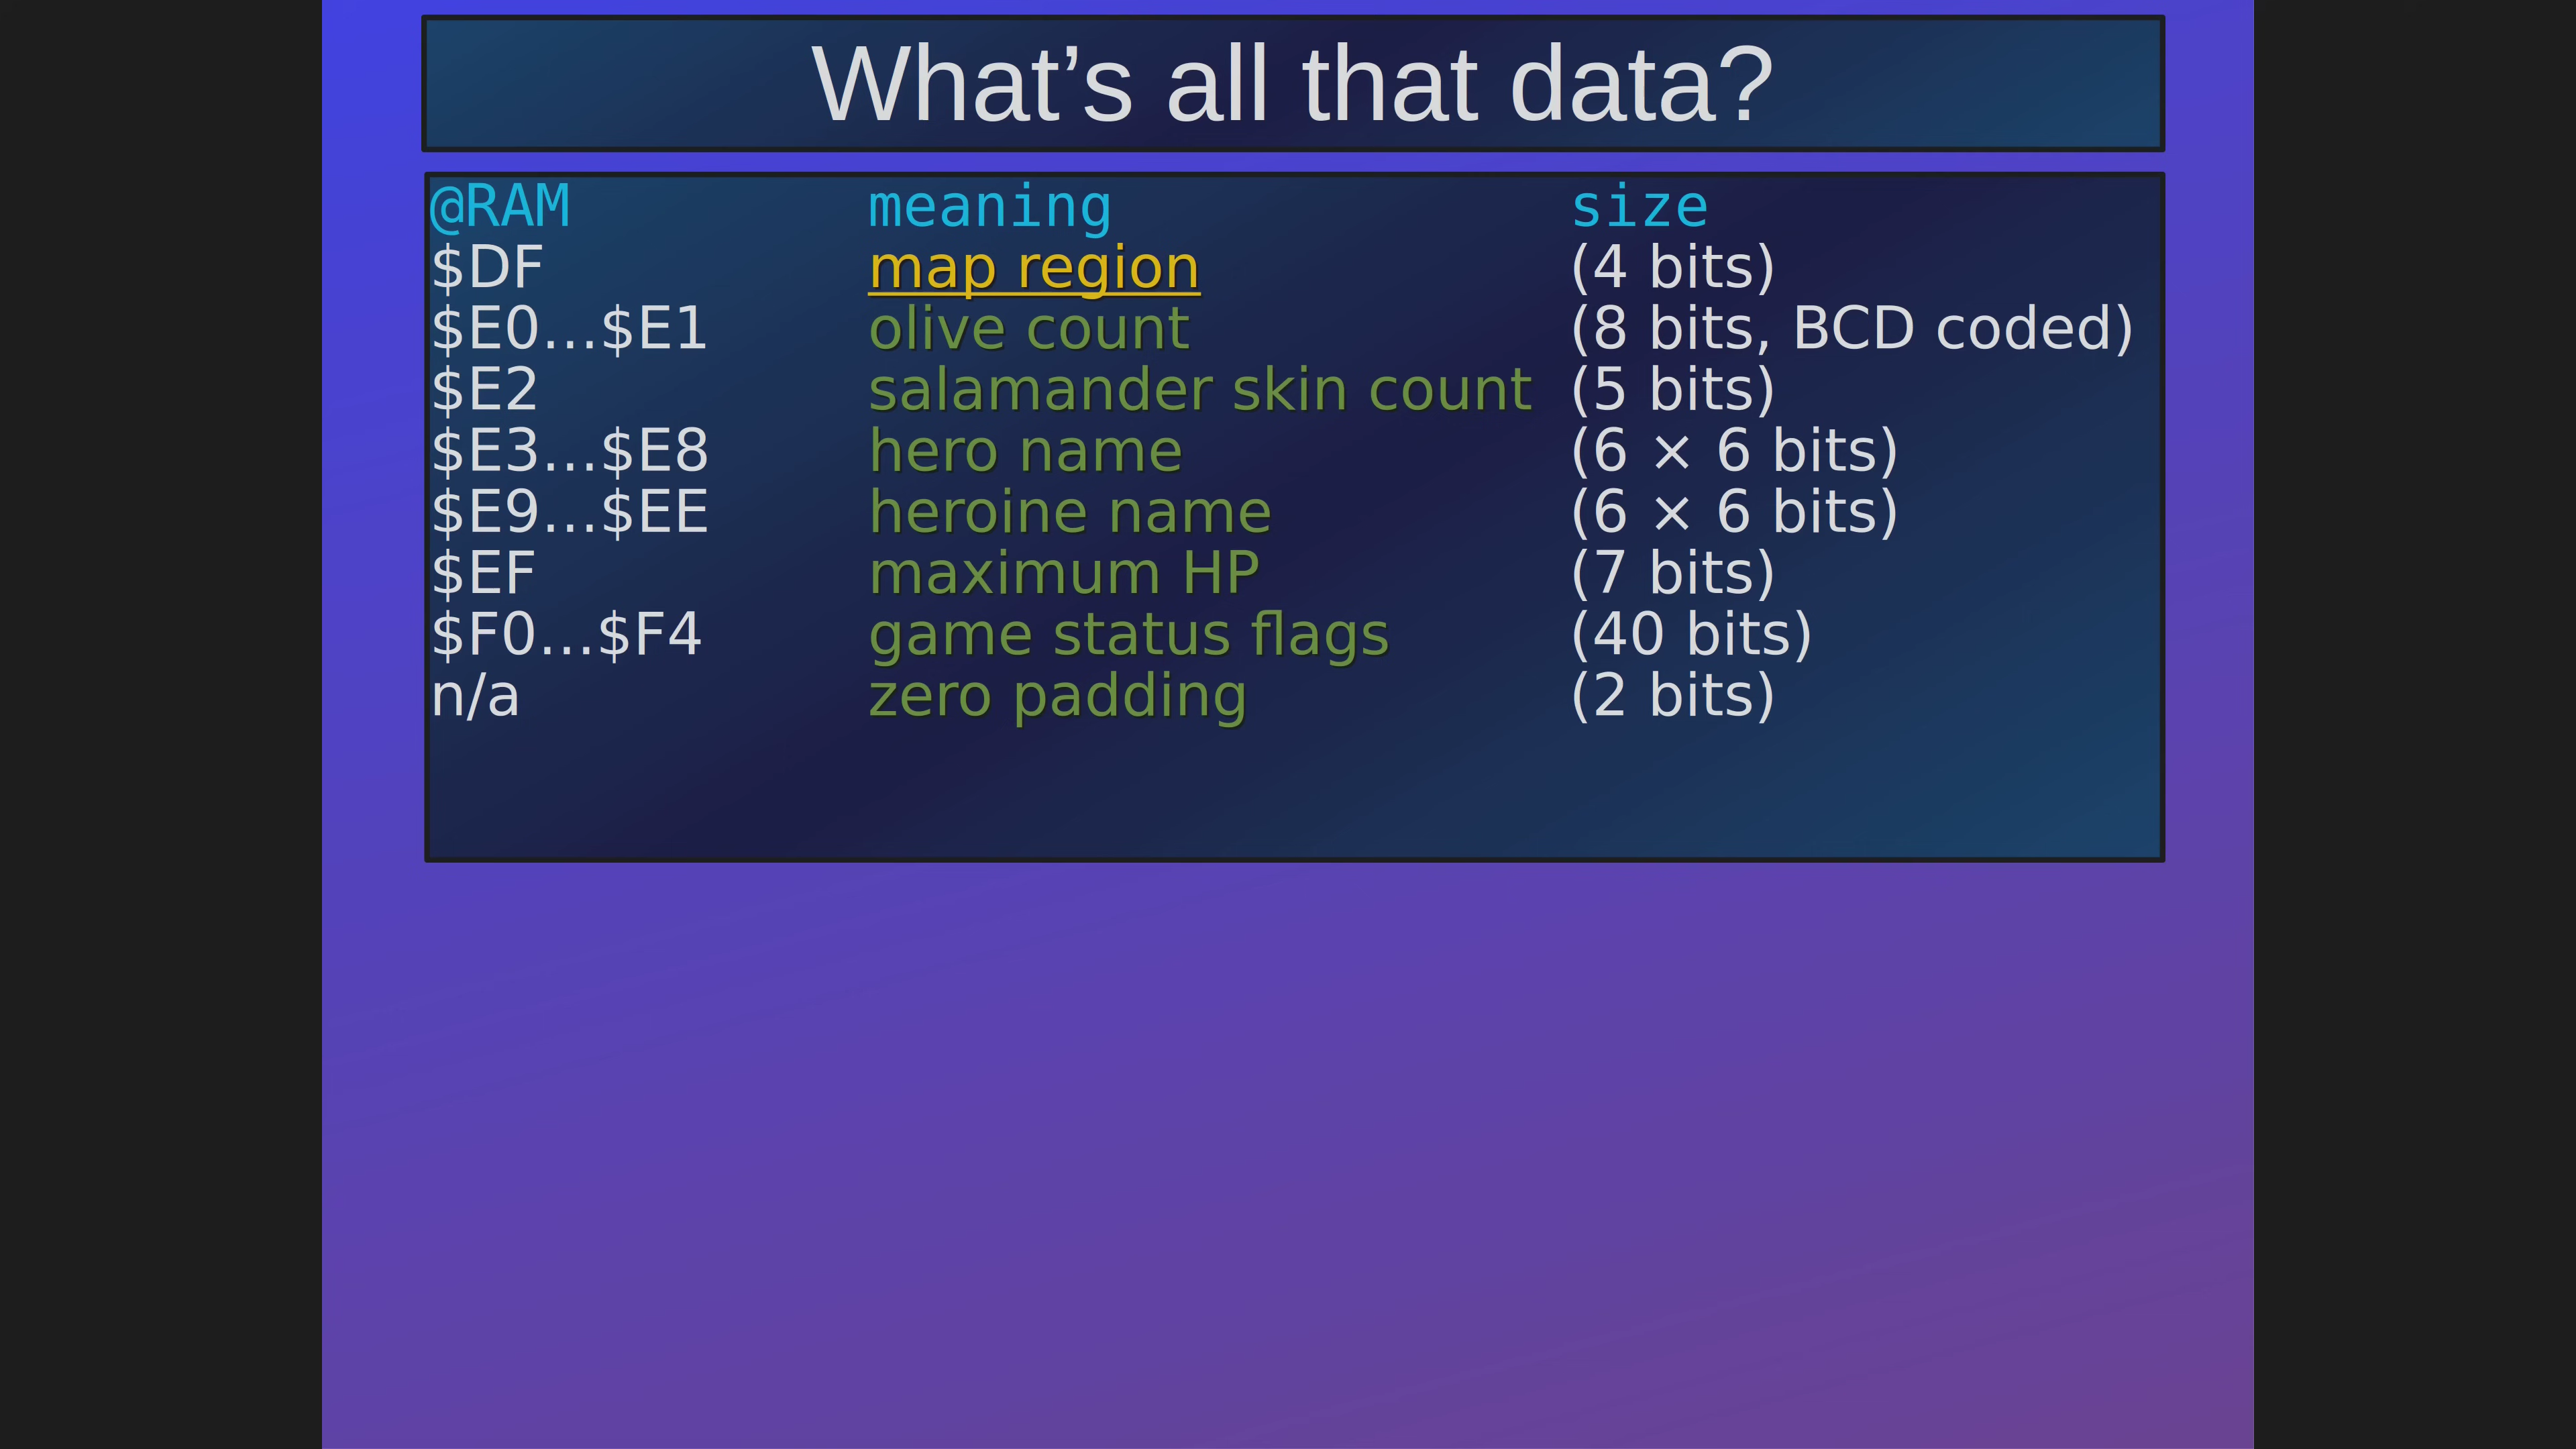 What’s all that data?
@RAM meaning size
$DF map region (4 bits)
$E0…$E1 olive count (8 bits, BCD coded)
$E2 salamander skin count (5 bits)
$E3…$E8 hero name (6 × 6 bits)
$E9…$EE heroine name (6 × 6 bits)
$EF maximum HP (7 bits)
$F0…$F4 game status flags (40 bits)
n/a zero padding (2 bits)